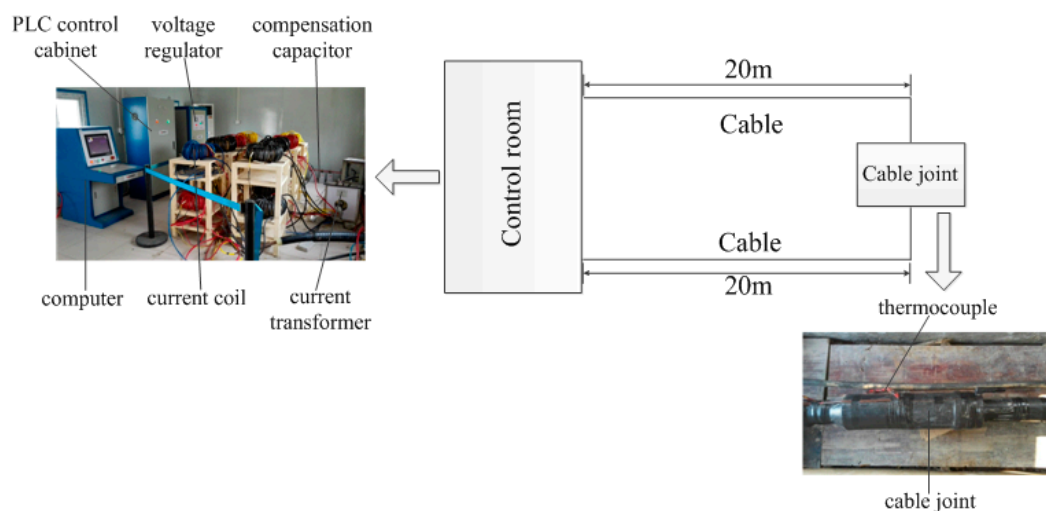 PLC control
cabinet
voltage
regulator
compensation
capacitor
computer
current coil
current
transformer
Control room
20m
Cable
Cable joint
Cable
20m
thermocouple
cable joint